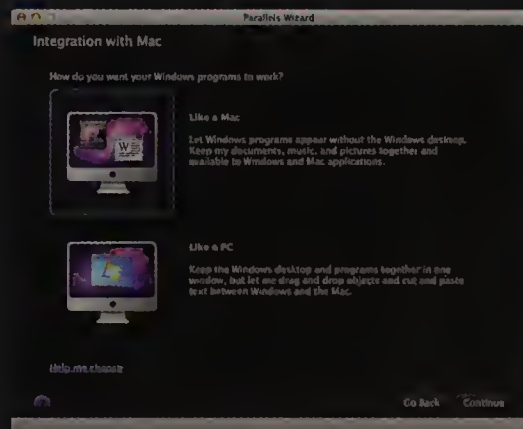 Parallels Wizard
Integration with Mac
How do you want your Windows programs to work?
Like a Mac
Let Windows programs appear without the Windows desktop.
Keep my documents, music, and pictures together and
available to Windows and Mac applications.
W
Like a PC
Keep the Windows desktop and programs together in one
window, but let me drag and drop objects and cut and paste
text between Windows and the Mac.
Help me choose
Go Back
Continue